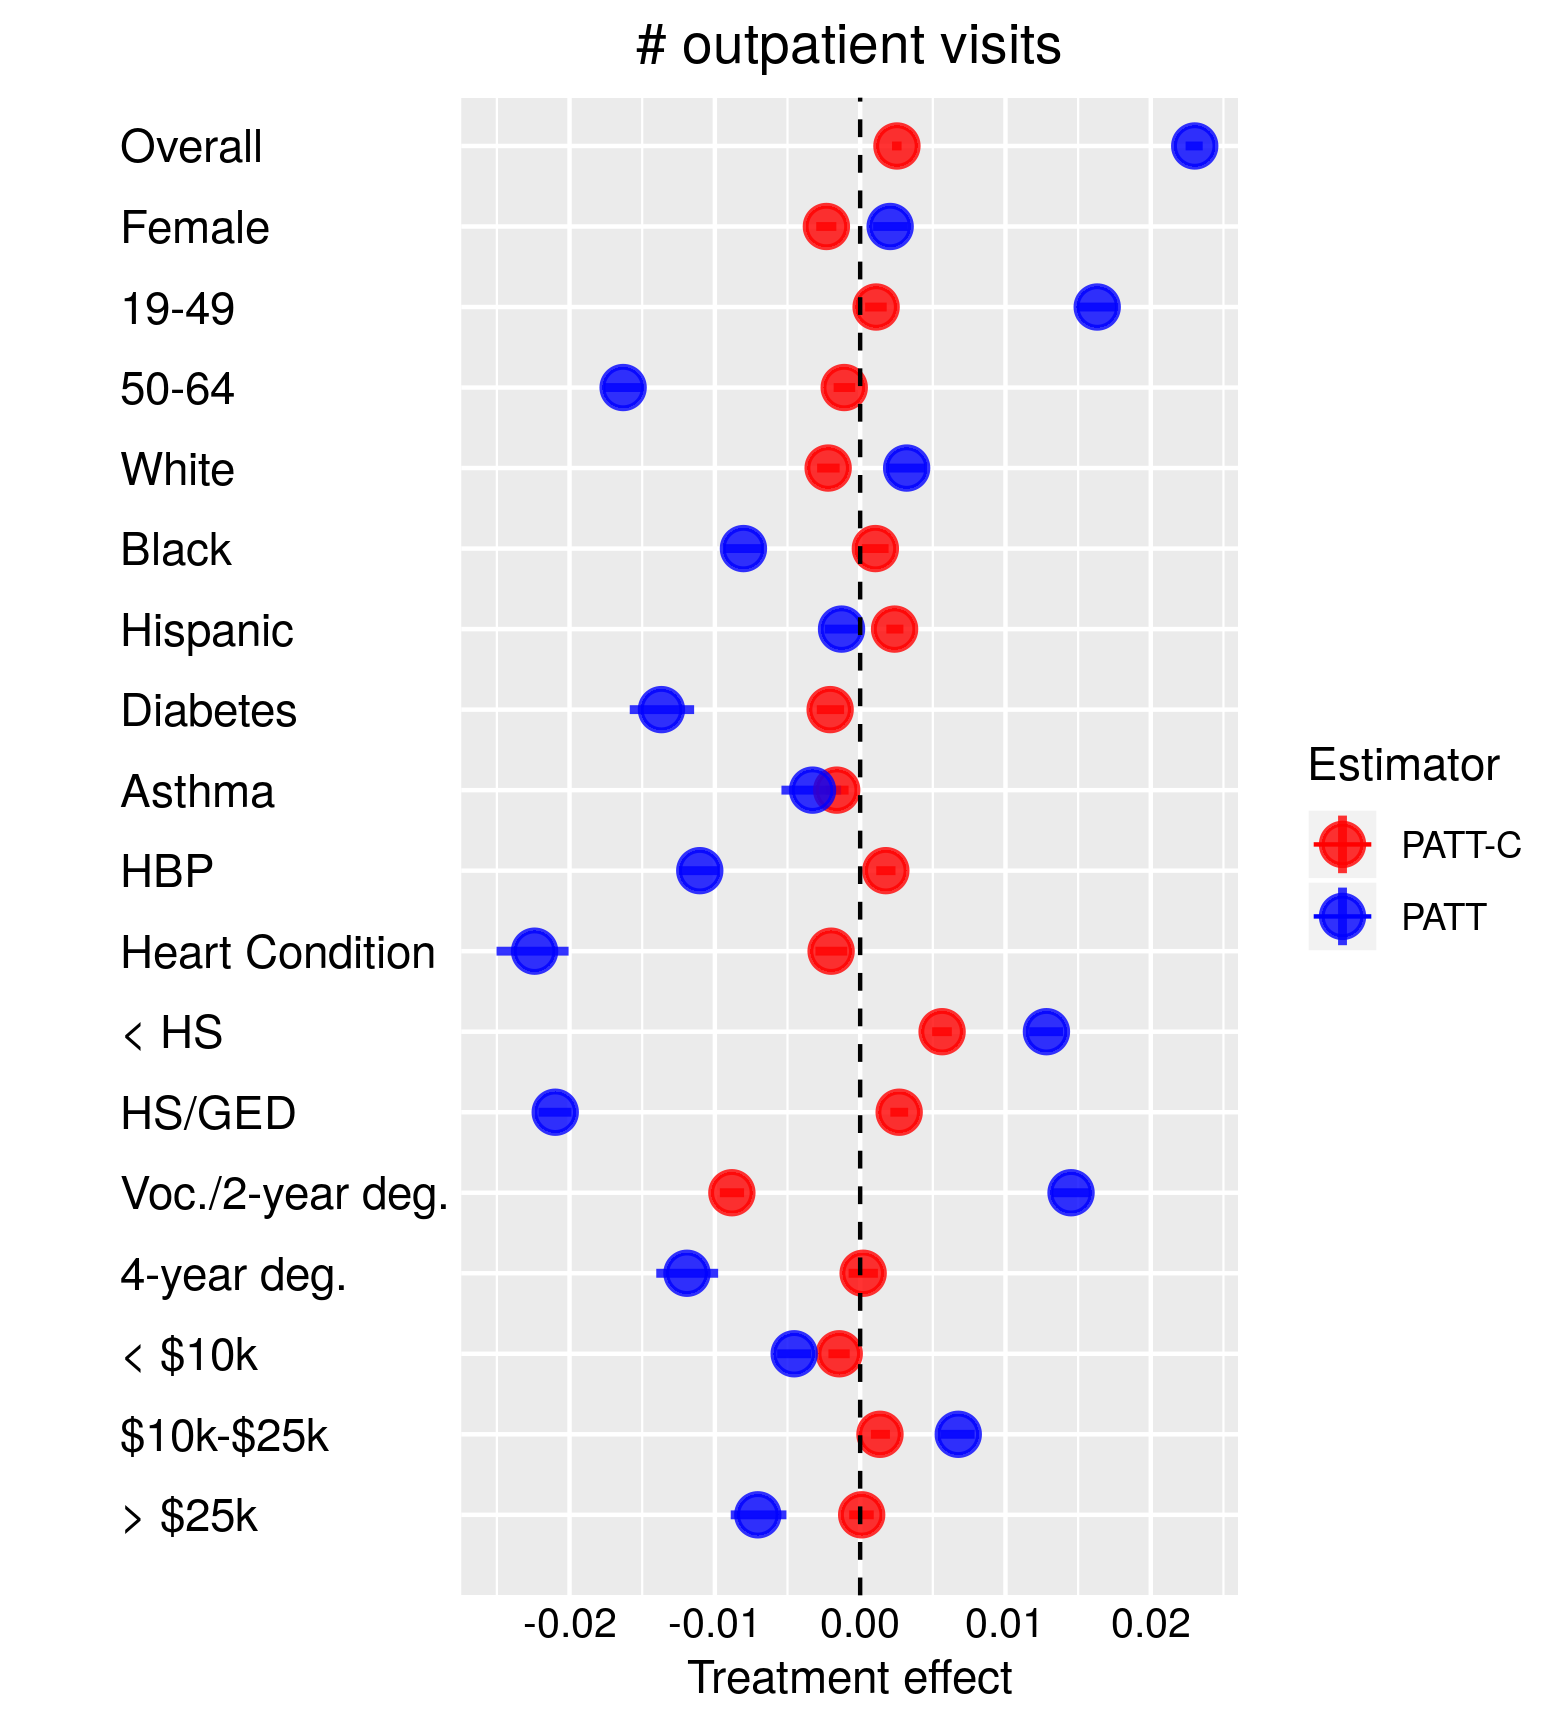 # outpatient visits
Overall
Female
19-49
50-64
White
Black
Hispanic
Diabetes
Asthma
HBP
Heart Condition
< HS
HS/GED
Voc./2-year deg.
4-year deg.
< $10k
$10k-$25k
> $25k
-0.02 -0.01 0.00 0.01 0.02
Treatment effect
Estimator
PATT-C
PATT